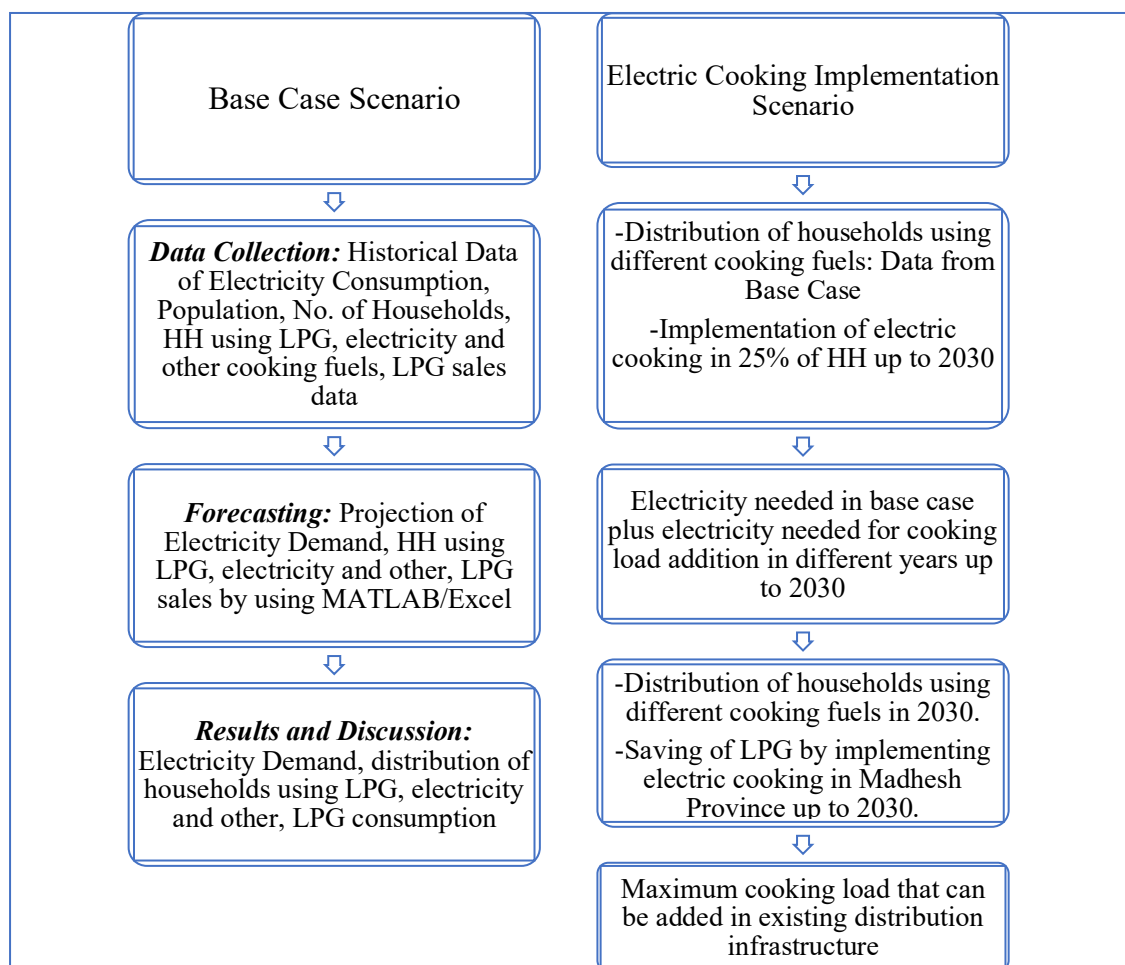 Base Case Scenario
Data Collection: Historical Data
of Electricity Consumption,
Population, No. of Households,
HH using LPG, electricity and
other cooking fuels, LPG sales
data
Forecasting: Projection of
Electricity Demand, HH using
LPG, electricity and other, LPG
sales by using MATLAB/Excel
Results and Discussion:
Electricity Demand, distribution of
households using LPG, electricity
and other, LPG consumption
Electric Cooking Implementation
Scenario
-Distribution of households using
different cooking fuels: Data from
Base Case
-Implementation of electric
cooking in 25% of HH up to 2030
Electricity needed in base case
plus electricity needed for cooking
load addition in different years up
to 2030
-Distribution of households using
different cooking fuels in 2030.
-Saving of LPG by implementing
electric cooking in Madhesh
Province up to 2030.
Maximum cooking load that can
be added in existing distribution
infrastructure